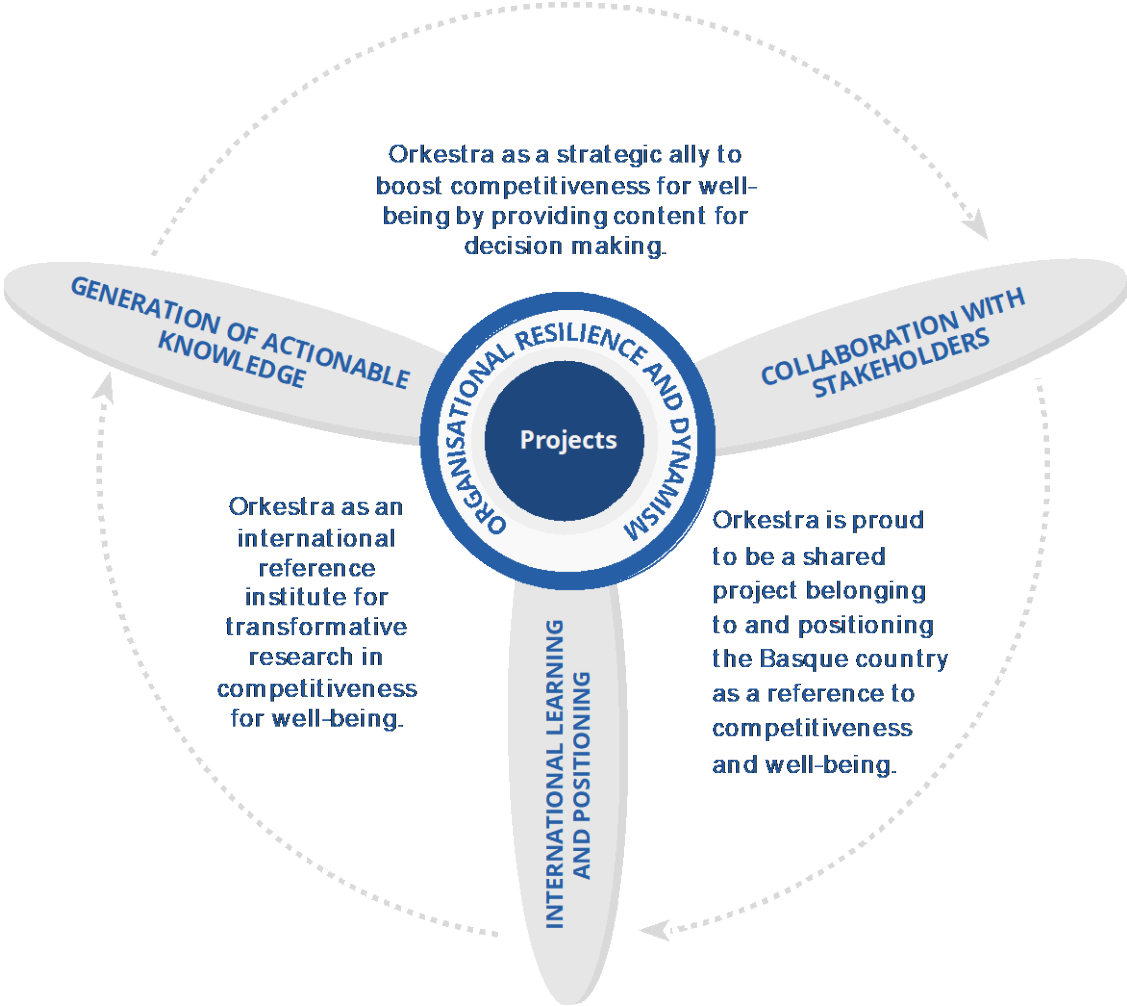 Orkestra as a strategic ally to
boost competitiveness for well-
being by providing content for
decision making.
GENERATION OF ACTIONABLE
KNOWLEDGE
COLLABORATION WITH
STAKEHOLDERS
ORGANISATIONAL RESILIENCE AND DYNAMISM
Projects
Orkestra as an
international
reference
institute for
transformative
research in
competitiveness
for well-being.
Orkestra is proud
to be a shared
project belonging
to and positioning
the Basque country
as a reference to
competitiveness
and well-being.
INTERNATIONAL LEARNING
AND POSITIONING